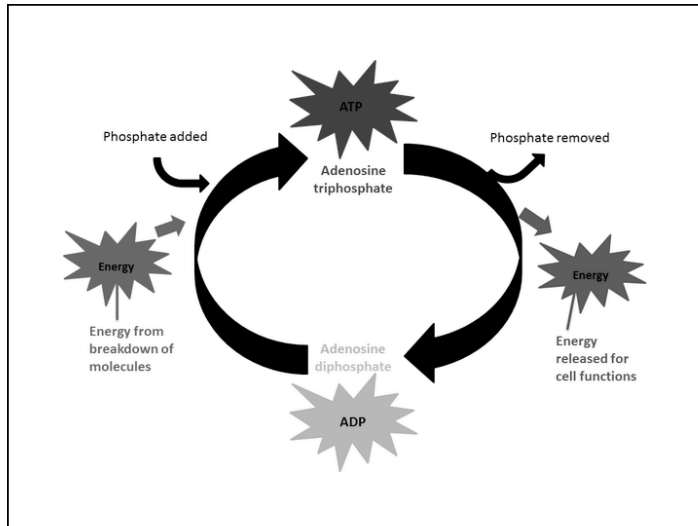 ATP
Phosphate added
Phosphate removed
Adenosine
triphosphate
Energy
Energy
Energy from
breakdown of
molecules
Energy
released for
cell functions
Adenosine
diphosphate
ADP